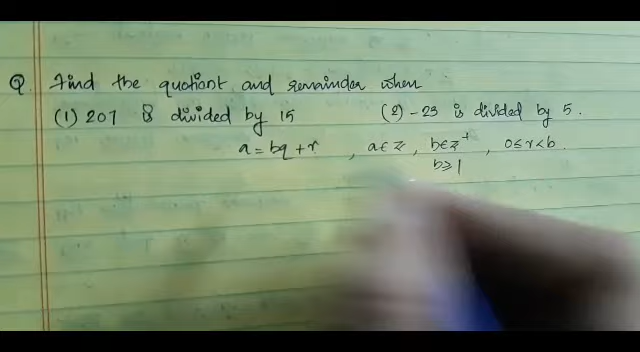 Q. Find the quotiant and remainder when
(1) 207 is divided by 15 (2) -23 is divided by 5.
a = bq + r , a ∈ z , b ∈ z⁺ , 0 ≤ r < b.
b ≥ 1